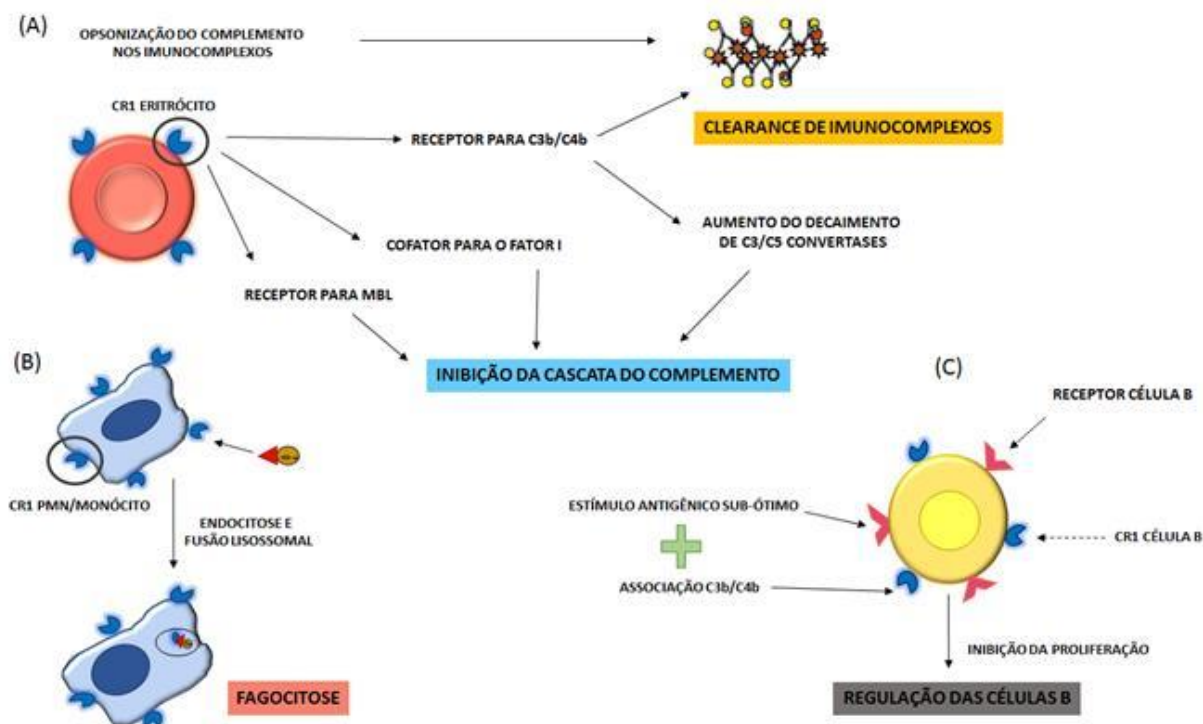 (A)
OPSONIZAÇÃO DO COMPLEMENTO
NOS IMUNOCOMPLEXOS
CR1 ERITRÓCITO
RECEPTOR PARA C3b/C4b
CLEARANCE DE IMUNOCOMPLEXOS
AUMENTO DO DECAIMENTO
DE C3/C5 CONVERTASES
COFATOR PARA O FATOR I
RECEPTOR PARA MBL
INIBIÇÃO DA CASCATA DO COMPLEMENTO
(B)
CR1 PMN/MONÓCITO
ENDOCITOSE E
FUSÃO LISOSSOMAL
FAGOCITOSE
(C)
RECEPTOR CÉLULA B
ESTÍMULO ANTIGÊNICO SUB-ÓTIMO
CR1 CÉLULA B
ASSOCIAÇÃO C3b/C4b
INIBIÇÃO DA PROLIFERAÇÃO
REGULAÇÃO DAS CÉLULAS B